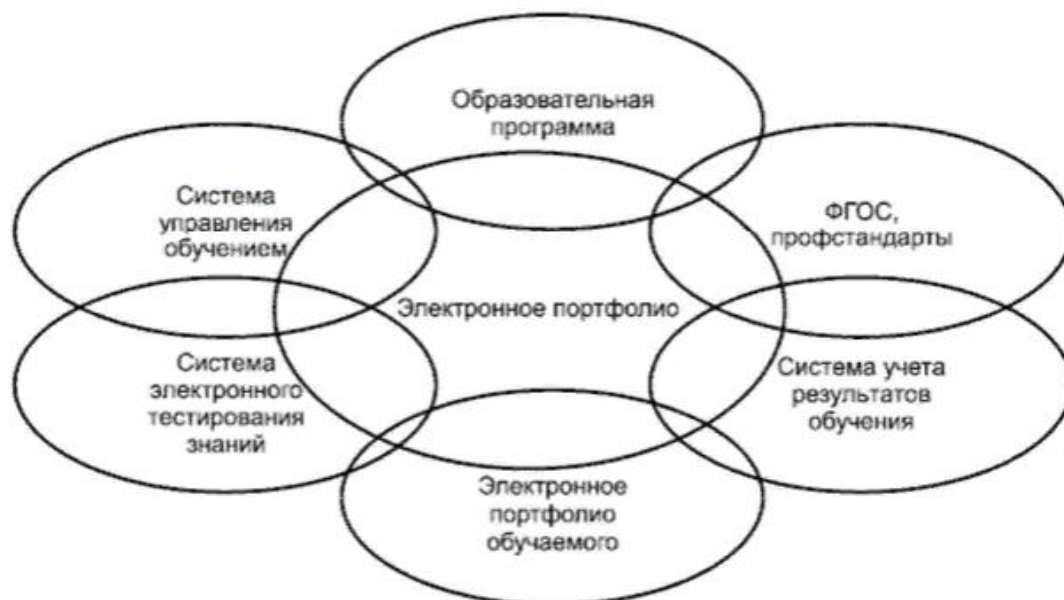 Образовательная
программа
Система
управления
обучением
ФГОС,
профстандарты
Электронное портфолио
Система
электронного
тестирования
знаний
Система учета
результатов
обучения
Электронное
портфолио
обучаемого